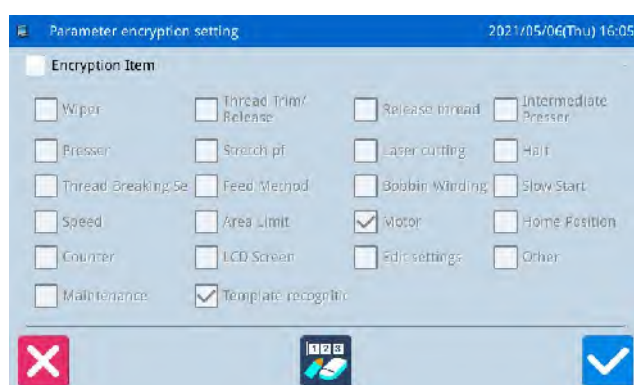 Parameter encryption setting 2021/05/06(Thu) 16:05
Encryption Item
Wiper Thread Trim/ Release thread Intermediate
Release Presser
Presser Stretch pf Laser cutting Halt
Thread Breaking Se Feed Method Bobbin Winding Slow Start
Speed Area Limit Motor Home Position
Counter LCD Screen Edit settings Other
Maintenance Template recognitic
123